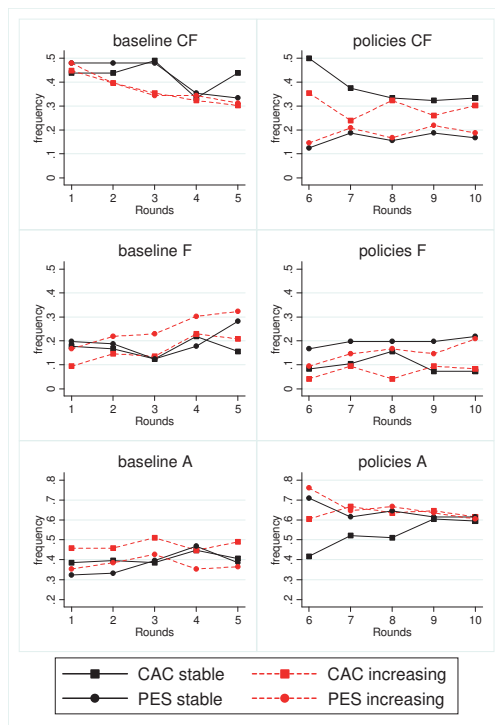 baseline CF
policies CF
frequency
0 .1 .2 .3 .4 .5
1 2 3 4 5
Rounds
frequency
0 .1 .2 .3 .4 .5
6 7 8 9 10
Rounds
baseline F
policies F
frequency
0 .1 .2 .3 .4 .5
1 2 3 4 5
Rounds
frequency
0 .1 .2 .3 .4 .5
6 7 8 9 10
Rounds
baseline A
policies A
frequency
.2 .3 .4 .5 .6 .7 .8
1 2 3 4 5
Rounds
frequency
.2 .3 .4 .5 .6 .7 .8
6 7 8 9 10
Rounds
CAC stable
CAC increasing
PES stable
PES increasing